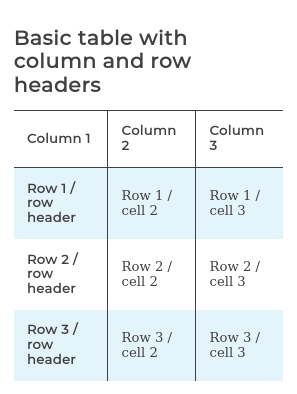 Basic table with
column and row
headers
Column 1
Column
2
Column
3
Row 1 /
row
header
Row 1 /
cell 2
Row 1 /
cell 3
Row 2 /
row
header
Row 2 /
cell 2
Row 2 /
cell 3
Row 3 /
row
header
Row 3 /
cell 2
Row 3 /
cell 3